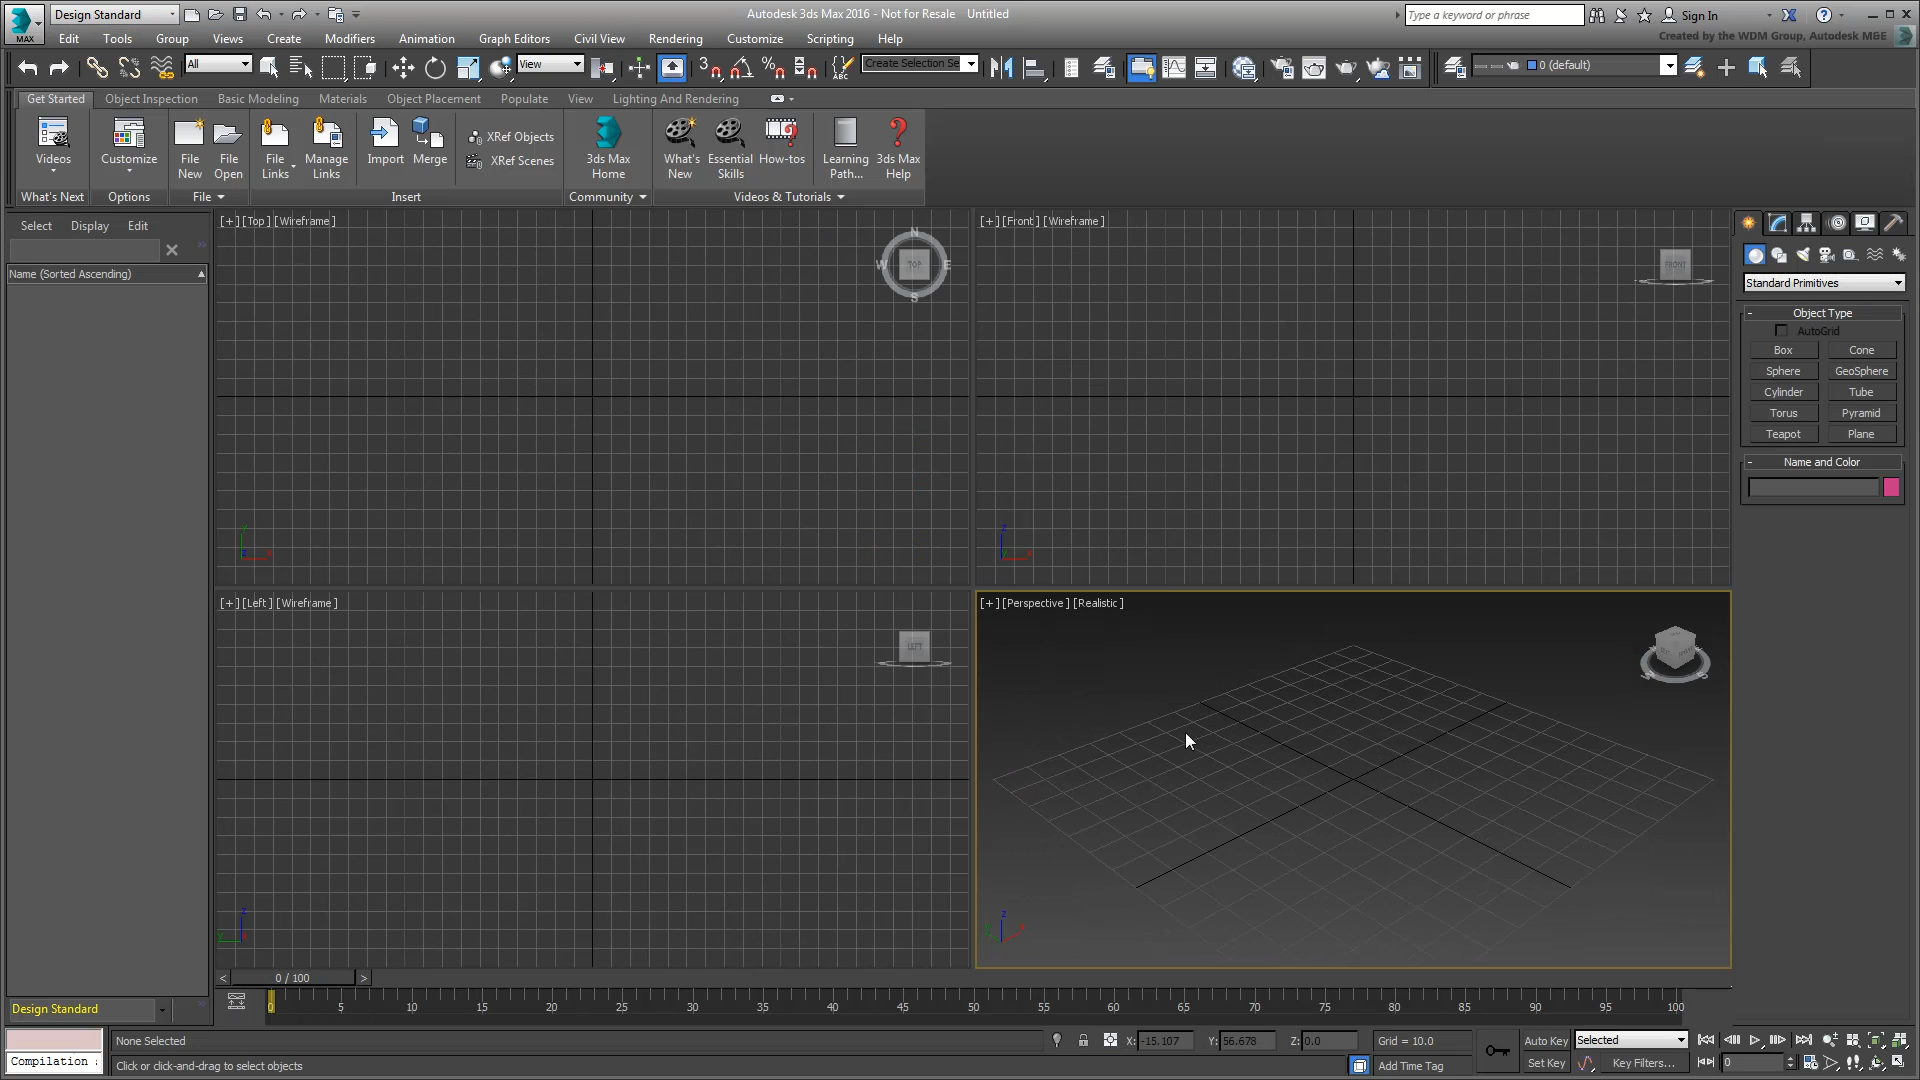 Design Standard
Autodesk 3ds Max 2016 - Not for Resale    Untitled
Type a keyword or phrase
Sign In
MAX
Edit Tools Group Views Create Modifiers Animation Graph Editors Civil View Rendering Customize Scripting Help
Created by the WDM Group, Autodesk M&E
All
View
Create Selection Se
0 (default)
Get Started Object Inspection Basic Modeling Materials Object Placement Populate View Lighting And Rendering
Videos
Customize
File New
File Open
File Links
Manage Links
Import
Merge
XRef Objects
XRef Scenes
3ds Max Home
What's New
Essential Skills
How-tos
Learning Path...
3ds Max Help
What's Next
Options
File
Insert
Community
Videos & Tutorials
Select Display Edit
Name (Sorted Ascending)
[+] [Top] [Wireframe]
N
W TOP E
S
[+] [Front] [Wireframe]
FRONT
Standard Primitives
Object Type
AutoGrid
Box Cone
Sphere GeoSphere
Cylinder Tube
Torus Pyramid
Teapot Plane
Name and Color
[+] [Left] [Wireframe]
LEFT
[+] [Perspective] [Realistic]
< 0 / 100 >
Design Standard
0 5 10 15 20 25 30 35 40 45 50 55 60 65 70 75 80 85 90 95 100
None Selected
X: -15.107 Y: 56.678 Z: 0.0
Grid = 10.0
Auto Key
Selected
Compilation :
Click or click-and-drag to select objects
Add Time Tag
Set Key
Key Filters...
0